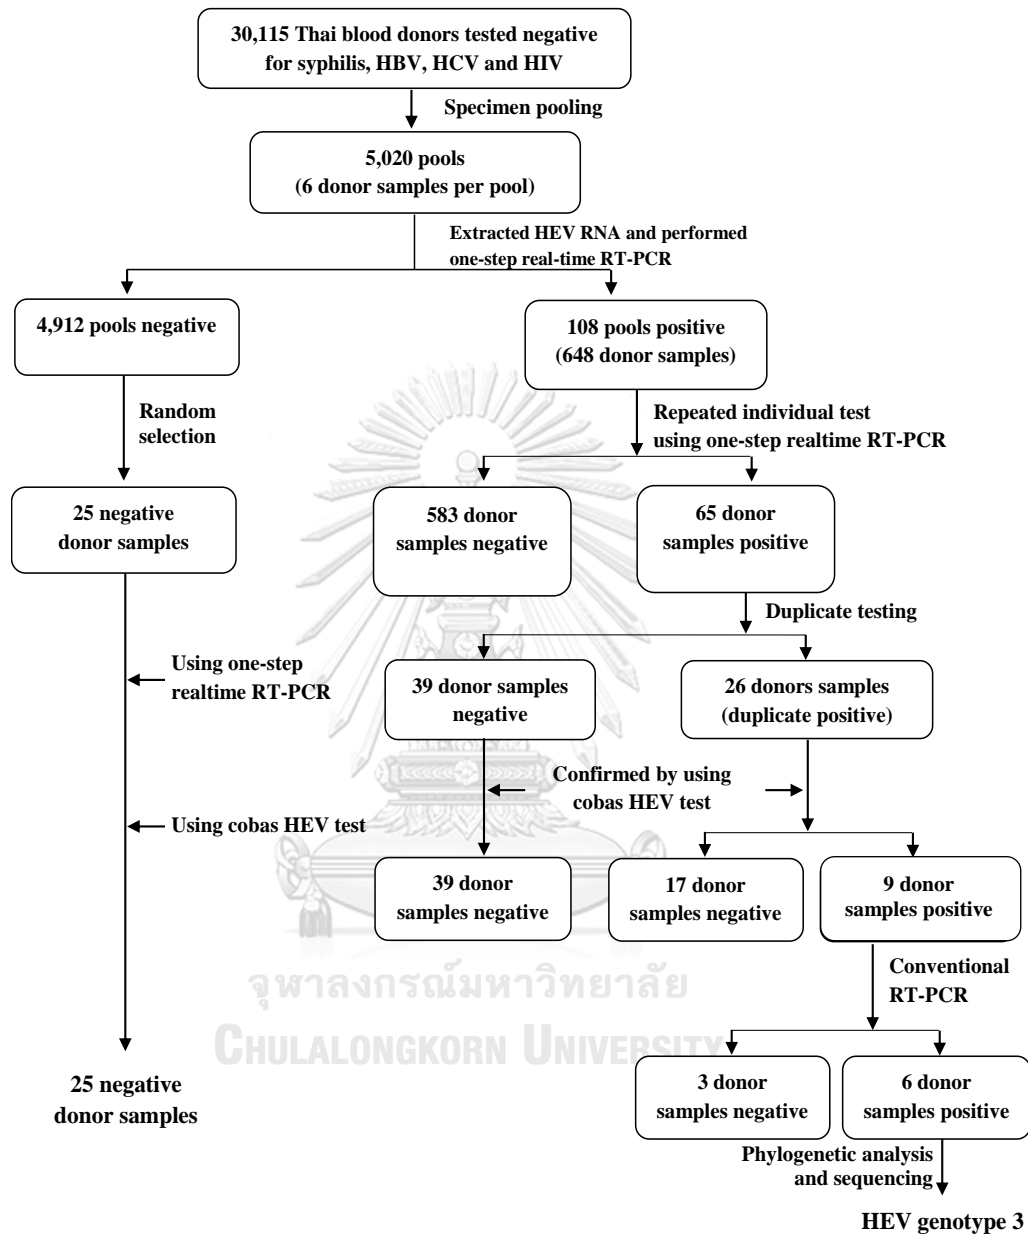 30,115 Thai blood donors tested negative
for syphilis, HBV, HCV and HIV
Specimen pooling
5,020 pools
(6 donor samples per pool)
Extracted HEV RNA and performed
one-step real-time RT-PCR
4,912 pools negative
108 pools positive
(648 donor samples)
Random
selection
Repeated individual test
using one-step realtime RT-PCR
25 negative
donor samples
583 donor
samples negative
65 donor
samples positive
Duplicate testing
Using one-step
realtime RT-PCR
39 donor samples
negative
26 donors samples
(duplicate positive)
Confirmed by using
cobas HEV test
Using cobas HEV test
39 donor
samples negative
17 donor
samples negative
9 donor
samples positive
Conventional
RT-PCR
จุฬาลงกรณ์มหาวิทยาลัย
CHULALONGKORN UNIVERSITY
25 negative
donor samples
3 donor
samples negative
6 donor
samples positive
Phylogenetic analysis
and sequencing
HEV genotype 3